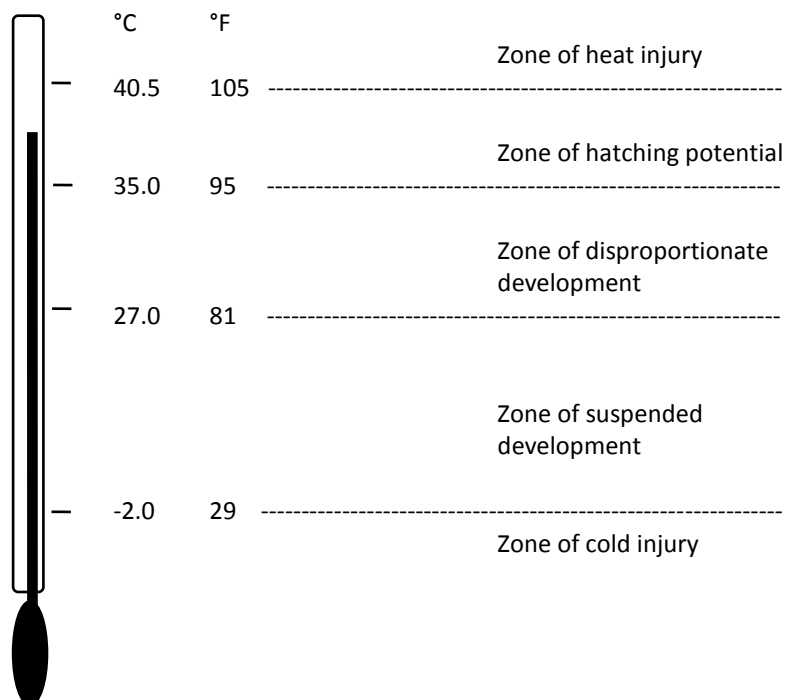 °C °F
Zone of heat injury
40.5 105 ---------------------------------------------------------------
Zone of hatching potential
35.0 95 ---------------------------------------------------------------
Zone of disproportionate
development
27.0 81 ---------------------------------------------------------------
Zone of suspended
development
-2.0 29 ---------------------------------------------------------------
Zone of cold injury